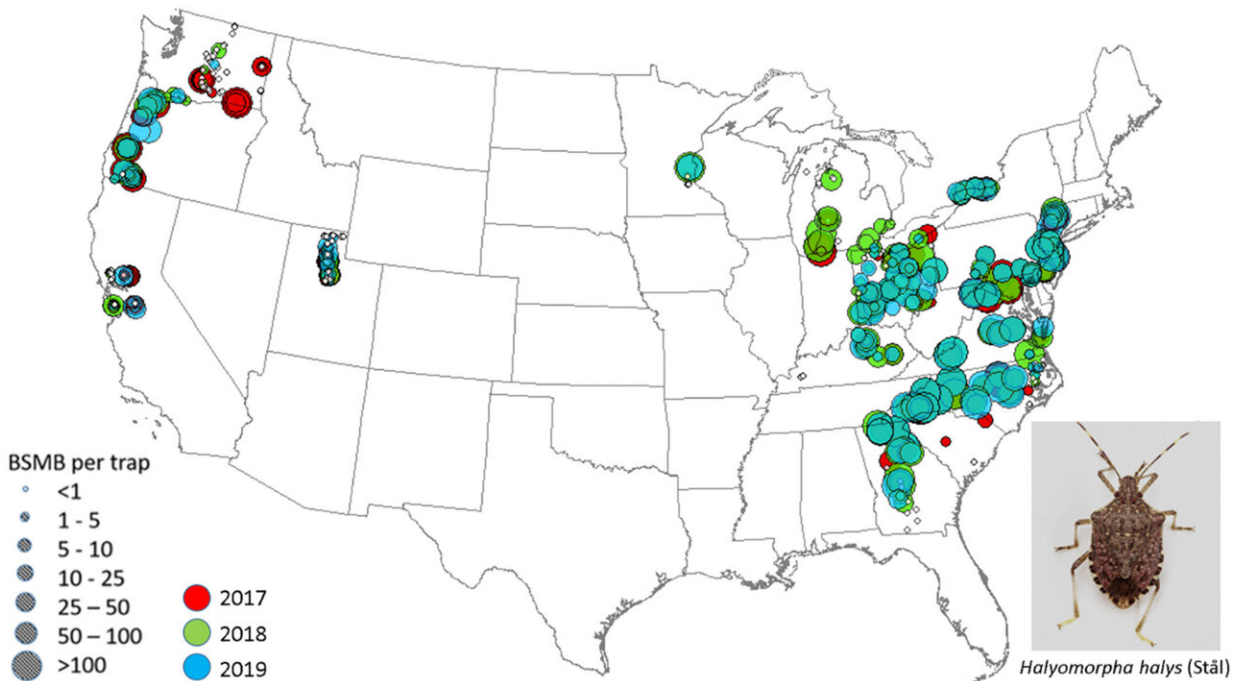 BSMB per trap
<1
1 - 5
5 - 10
10 - 25
25 – 50
50 – 100
>100
2017
2018
2019
Halyomorpha halys (Stål)